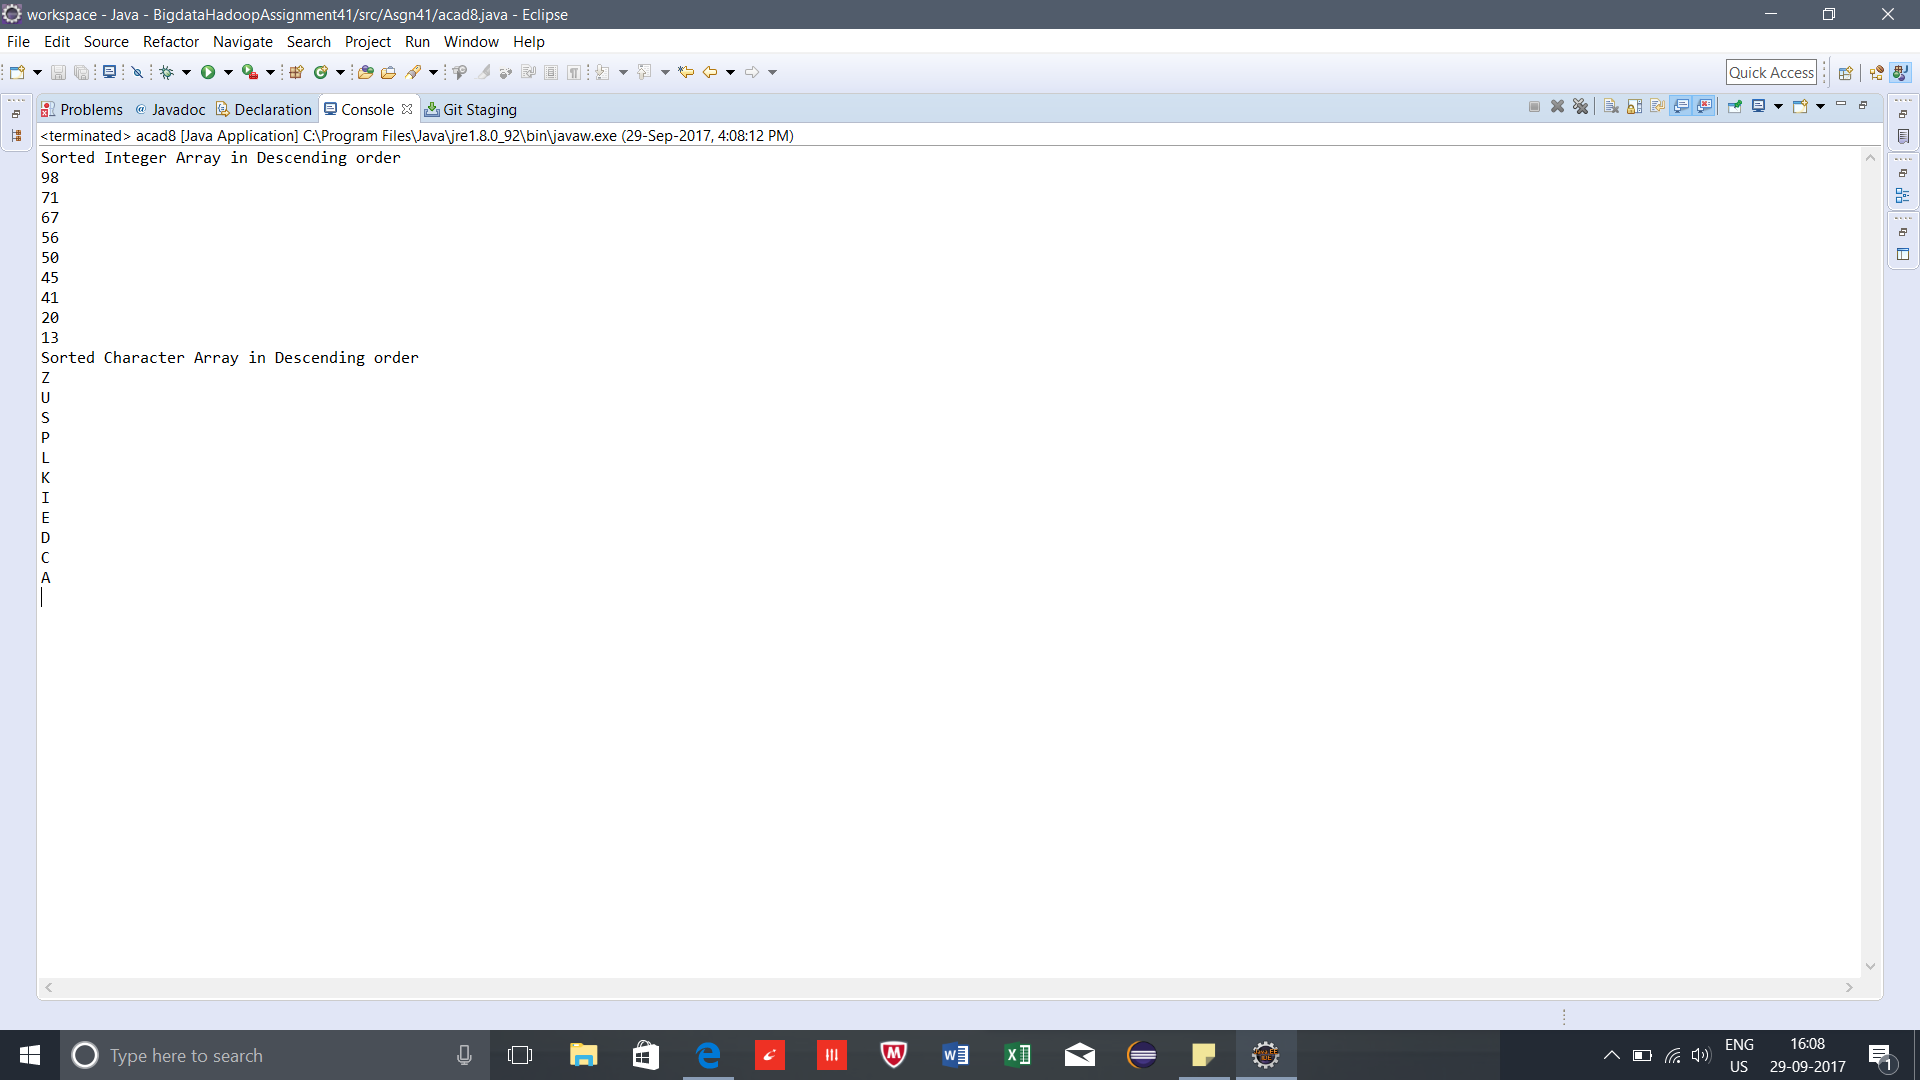 workspace - Java - BigdataHadoopAssignment41/src/Asgn41/acad8.java - Eclipse
File Edit Source Refactor Navigate Search Project Run Window Help
Quick Access
Problems @ Javadoc Declaration Console Git Staging
<terminated> acad8 [Java Application] C:\Program Files\Java\jre1.8.0_92\bin\javaw.exe (29-Sep-2017, 4:08:12 PM)
Sorted Integer Array in Descending order
98
71
67
56
50
45
41
20
13
Sorted Character Array in Descending order
Z
U
S
P
L
K
I
E
D
C
A
Type here to search
ENG
US
16:08
29-09-2017
1